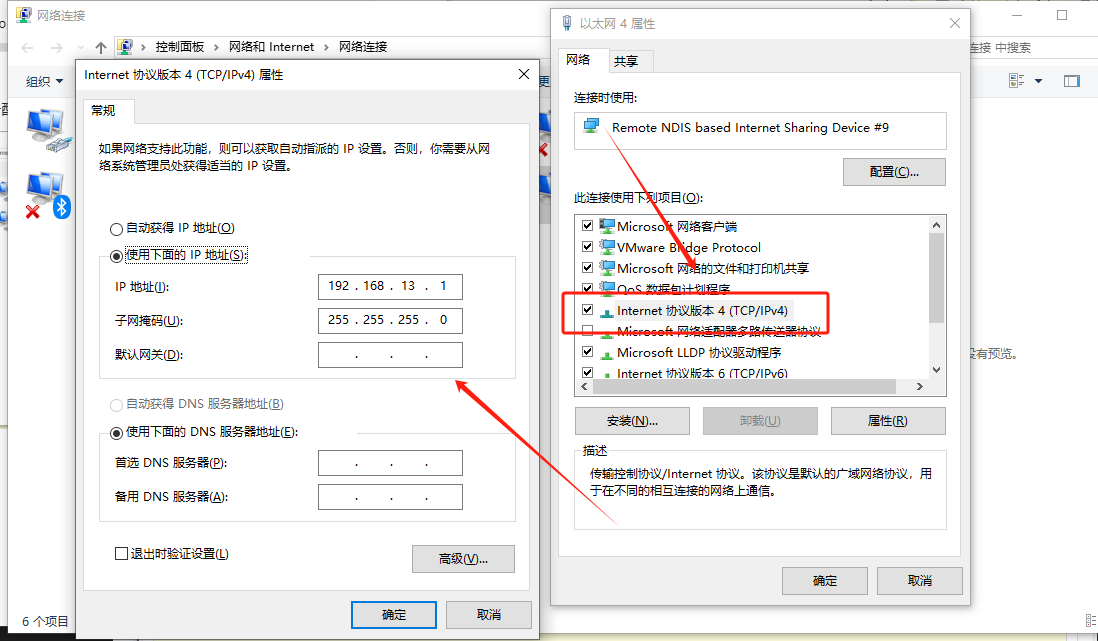 网络连接
控制面板 › 网络和 Internet › 网络连接
连接 中搜索
组织
更
没有预览。
6 个项目
Internet 协议版本 4 (TCP/IPv4) 属性
常规
如果网络支持此功能，则可以获取自动指派的 IP 设置。否则，你需要从网
络系统管理员处获得适当的 IP 设置。
自动获得 IP 地址(O)
使用下面的 IP 地址(S):
IP 地址(I):
192 . 168 . 13 . 1
子网掩码(U):
255 . 255 . 255 . 0
默认网关(D):
. . .
自动获得 DNS 服务器地址(B)
使用下面的 DNS 服务器地址(E):
首选 DNS 服务器(P):
. . .
备用 DNS 服务器(A):
. . .
退出时验证设置(L)
高级(V)...
确定
取消
以太网 4 属性
网络
共享
连接时使用:
Remote NDIS based Internet Sharing Device #9
配置(C)...
此连接使用下列项目(O):
Microsoft 网络客户端
VMware Bridge Protocol
Microsoft 网络的文件和打印机共享
QoS 数据包计划程序
Internet 协议版本 4 (TCP/IPv4)
Microsoft 网络适配器多路传送器协议
Microsoft LLDP 协议驱动程序
Internet 协议版本 6 (TCP/IPv6)
安装(N)...
卸载(U)
属性(R)
描述
传输控制协议/Internet 协议。该协议是默认的广域网络协议，用
于在不同的相互连接的网络上通信。
确定
取消